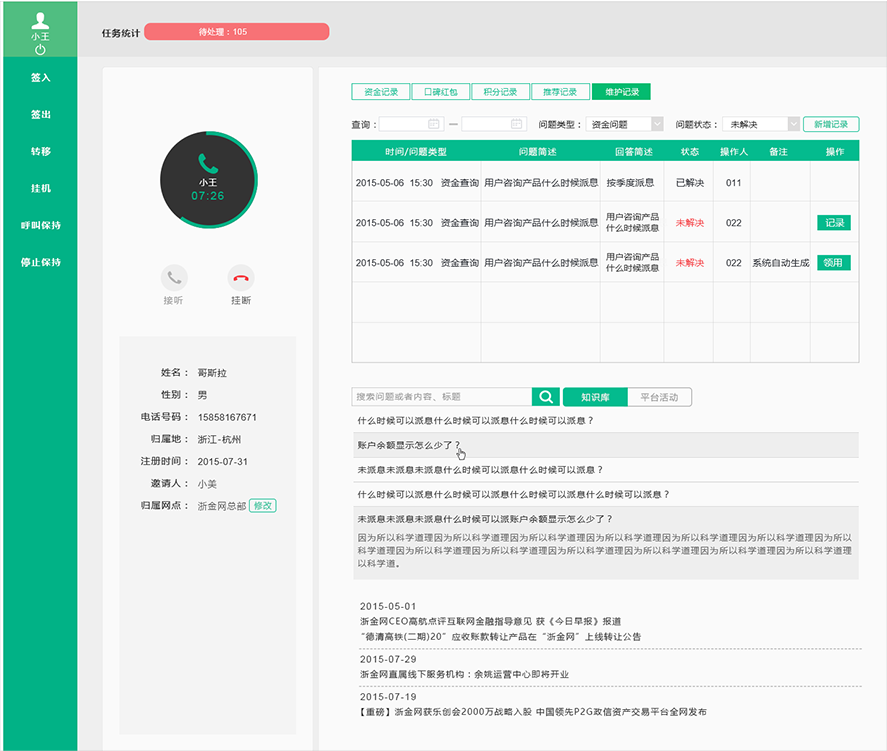 小王
签入
签出
转移
挂机
呼叫保持
停止保持
任务统计
待处理：105
小王
07:26
接听
挂断
姓名： 哥斯拉
性别： 男
电话号码： 15858167671
归属地： 浙江-杭州
注册时间： 2015-07-31
邀请人： 小美
归属网点： 浙金网总部 修改
资金记录 口碑红包 积分记录 推荐记录 维护记录
查询： — 问题类型： 资金问题 问题状态： 未解决 新增记录
时间/问题类型 问题简述 回答简述 状态 操作人 备注 操作
2015-05-06 15:30 资金查询 用户咨询产品什么时候派息 按季度派息 已解决 011
2015-05-06 15:30 资金查询 用户咨询产品什么时候派息 用户咨询产品 未解决 022 记录
什么时候派息
2015-05-06 15:30 资金查询 用户咨询产品什么时候派息 用户咨询产品 未解决 022 系统自动生成 领用
什么时候派息
搜索问题或者内容、标题 知识库 平台活动
什么时候可以派息什么时候可以派息什么时候可以派息？
账户余额显示怎么少了？
未派息未派息未派息什么时候可以派息什么时候可以派息？
什么时候可以派息什么时候可以派息什么时候可以派息什么时候可以派息？
未派息未派息未派息什么时候可以派账户余额显示怎么少了？
因为所以科学道理因为所以科学道理因为所以科学道理因为所以科学道理因为所以科学道理因为所以
科学道理因为所以科学道理因为所以科学道理因为所以科学道理因为所以科学道理因为所以科学道理
以科学道。
2015-05-01
浙金网CEO高航点评互联网金融指导意见 获《今日早报》报道
“德清高铁(二期)20”应收账款转让产品在“浙金网”上线转让公告
2015-07-29
浙金网直属线下服务机构：余姚运营中心即将开业
2015-07-19
【重磅】浙金网获乐创会2000万战略入股 中国领先P2G政信资产交易平台全网发布